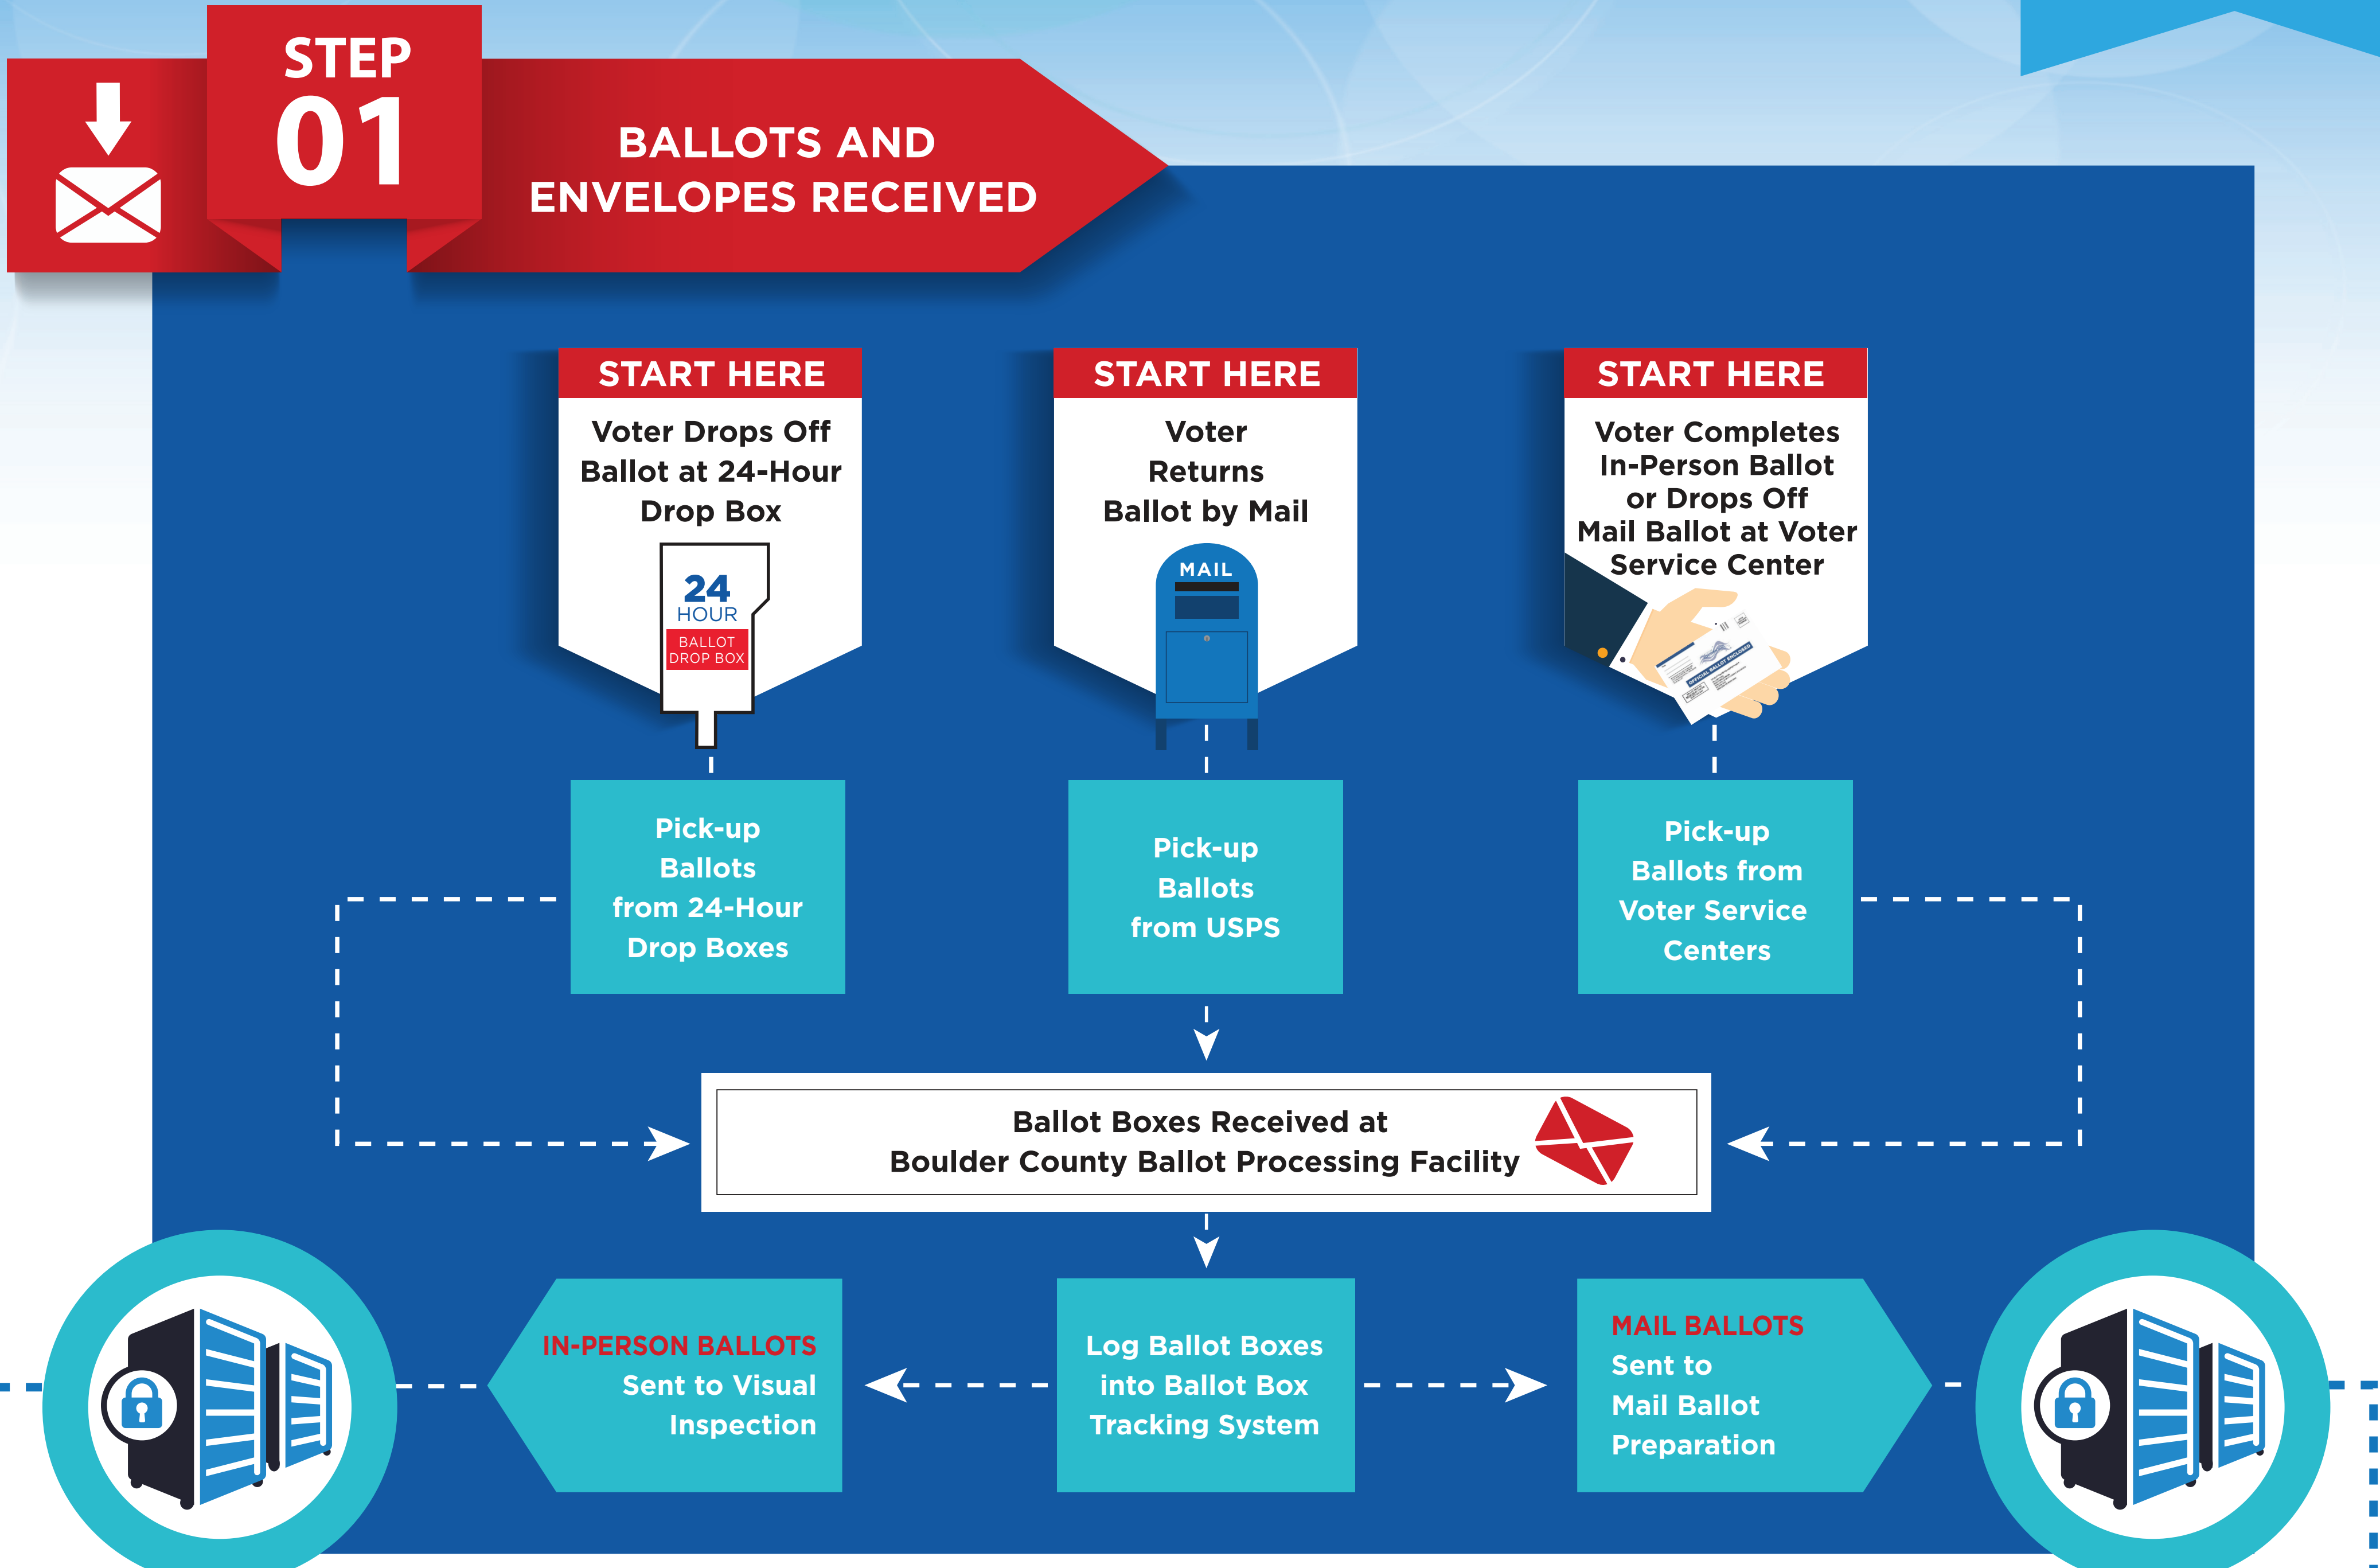 STEP
01
BALLOTS AND
ENVELOPES RECEIVED
START HERE
Voter Drops Off
Ballot at 24-Hour
Drop Box
24
HOUR
BALLOT
DROP BOX
START HERE
Voter
Returns
Ballot by Mail
MAIL
START HERE
Voter Completes
In-Person Ballot
or Drops Off
Mail Ballot at Voter
Service Center
OFFICIAL BALLOT ENCLOSED
Pick-up
Ballots
from 24-Hour
Drop Boxes
Pick-up
Ballots
from USPS
Pick-up
Ballots from
Voter Service
Centers
Ballot Boxes Received at
Boulder County Ballot Processing Facility
IN-PERSON BALLOTS
Sent to Visual
Inspection
Log Ballot Boxes
into Ballot Box
Tracking System
MAIL BALLOTS
Sent to
Mail Ballot
Preparation